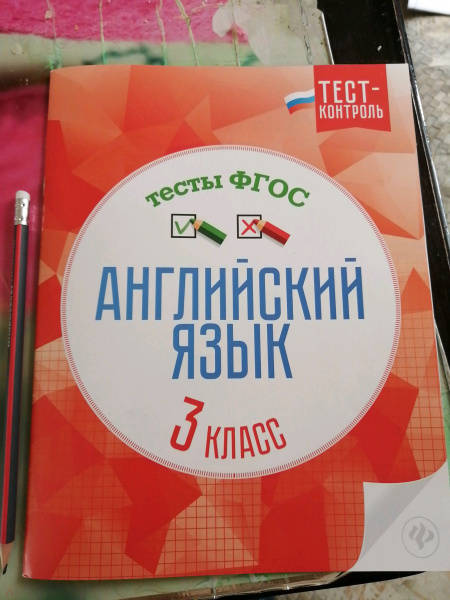 ТЕСТ-
КОНТРОЛЬ
тесты ФГОС
АНГЛИЙСКИЙ
ЯЗЫК
3 КЛАСС